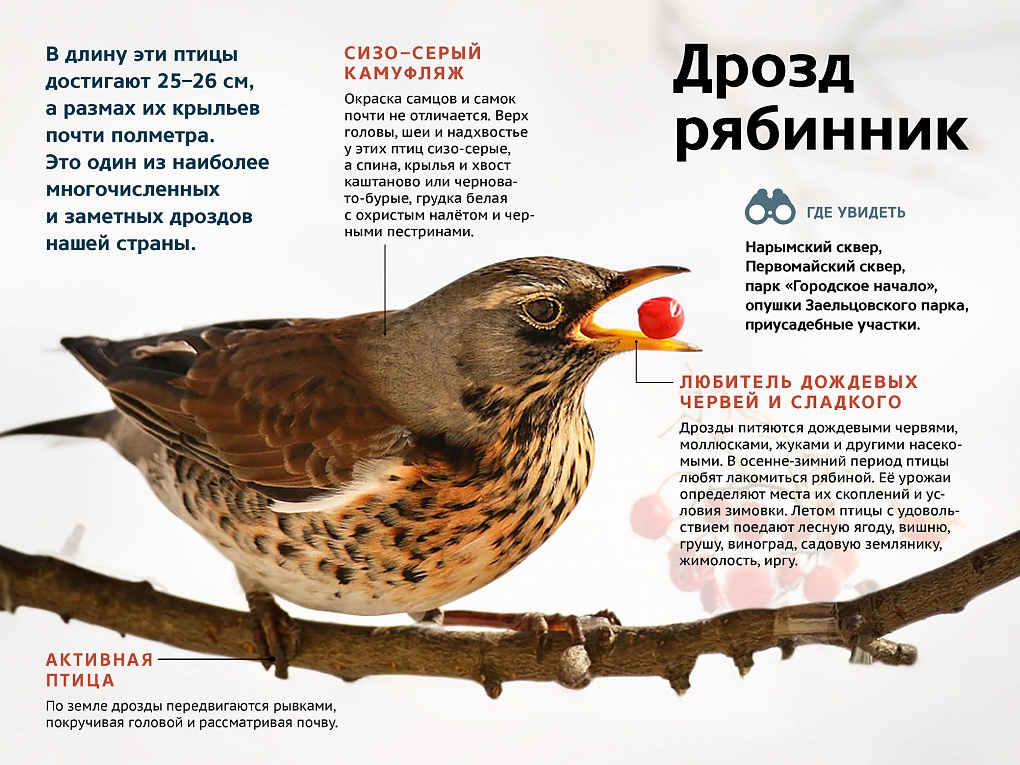 В длину эти птицы
достигают 25–26 см,
а размах их крыльев
почти полметра.
Это один из наиболее
многочисленных
и заметных дроздов
нашей страны.
СИЗО–СЕРЫЙ
КАМУФЛЯЖ
Окраска самцов и самок
почти не отличается. Верх
головы, шеи и надхвостье
у этих птиц сизо-серые,
а спина, крылья и хвост
каштаново или чернова-
то-бурые, грудка белая
с охристым налётом и чер-
ными пестринами.
Дрозд
рябинник
ГДЕ УВИДЕТЬ
Нарымский сквер,
Первомайский сквер,
парк «Городское начало»,
опушки Заельцовского парка,
приусадебные участки.
ЛЮБИТЕЛЬ ДОЖДЕВЫХ
ЧЕРВЕЙ И СЛАДКОГО
Дрозды питяются дождевыми червями,
моллюсками, жуками и другими насеко-
мыми. В осенне-зимний период птицы
любят лакомиться рябиной. Её урожаи
определяют места их скоплений и ус-
ловия зимовки. Летом птицы с удоволь-
ствием поедают лесную ягоду, вишню,
грушу, виноград, садовую землянику,
жимолость, иргу.
АКТИВНАЯ
ПТИЦА
По земле дрозды передвигаются рывками,
покручивая головой и рассматривая почву.